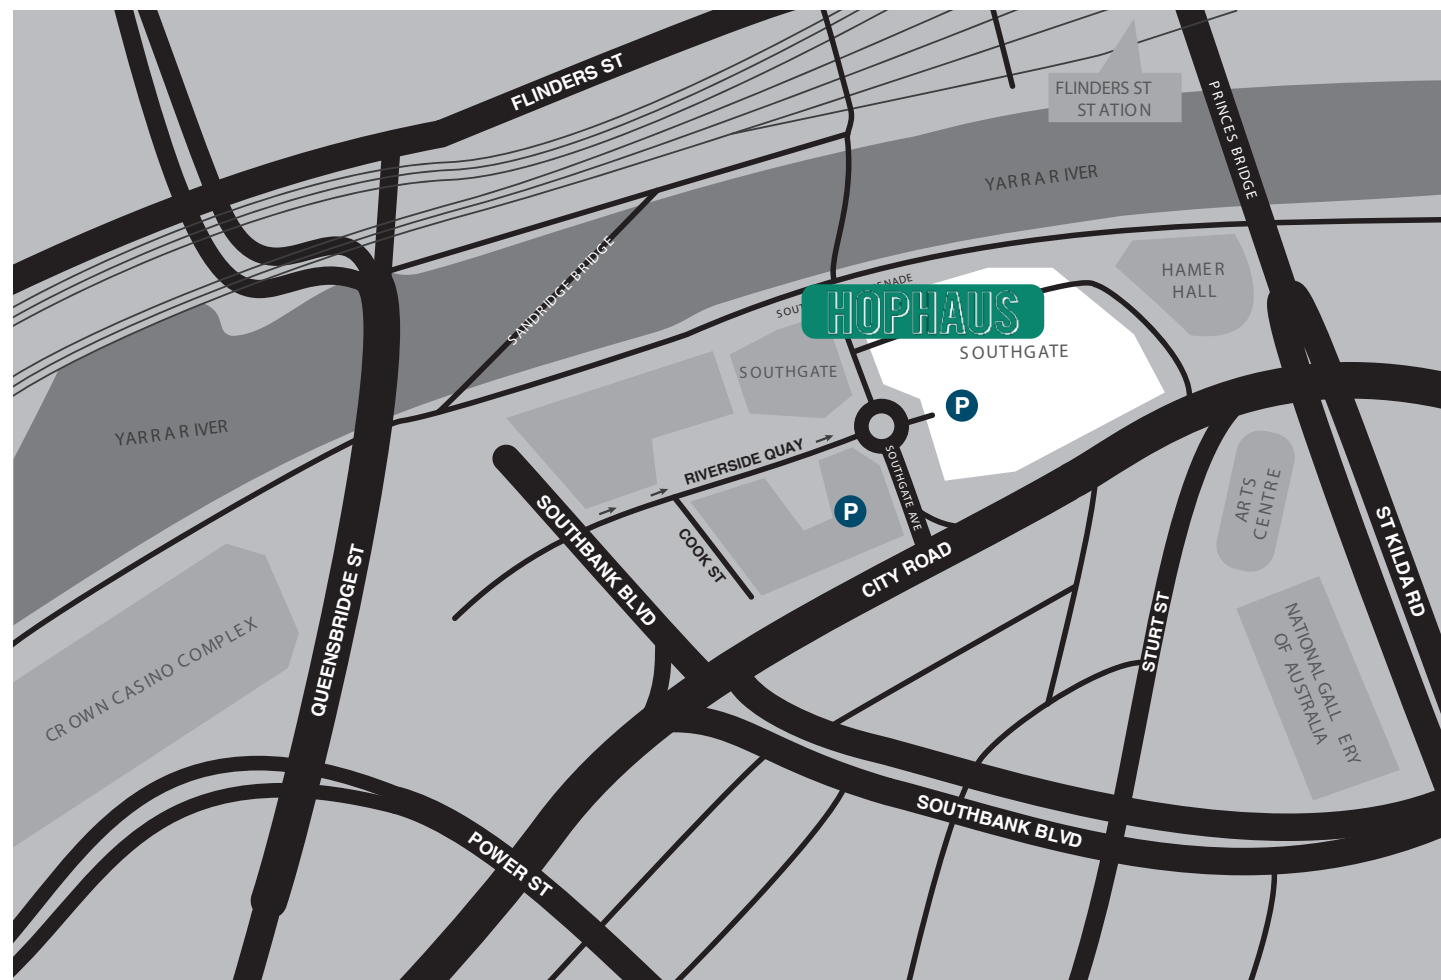 FLINDERS ST
FLINDERS ST
STATION
PRINCES BRIDGE
YARRA RIVER
SANDRIDGE BRIDGE
HAMER
HALL
HOPHAUS
SOUTHGATE
SOUTHGATE
P
YARRA RIVER
RIVERSIDE QUAY
SOUTHGATE AVE
P
ARTS
CENTRE
ST KILDA RD
SOUTHBANK BLVD
COOK ST
CITY ROAD
QUEENSBRIDGE ST
CROWN CASINO COMPLEX
STURT ST
NATIONAL GALLERY
OF AUSTRALIA
SOUTHBANK BLVD
POWER ST